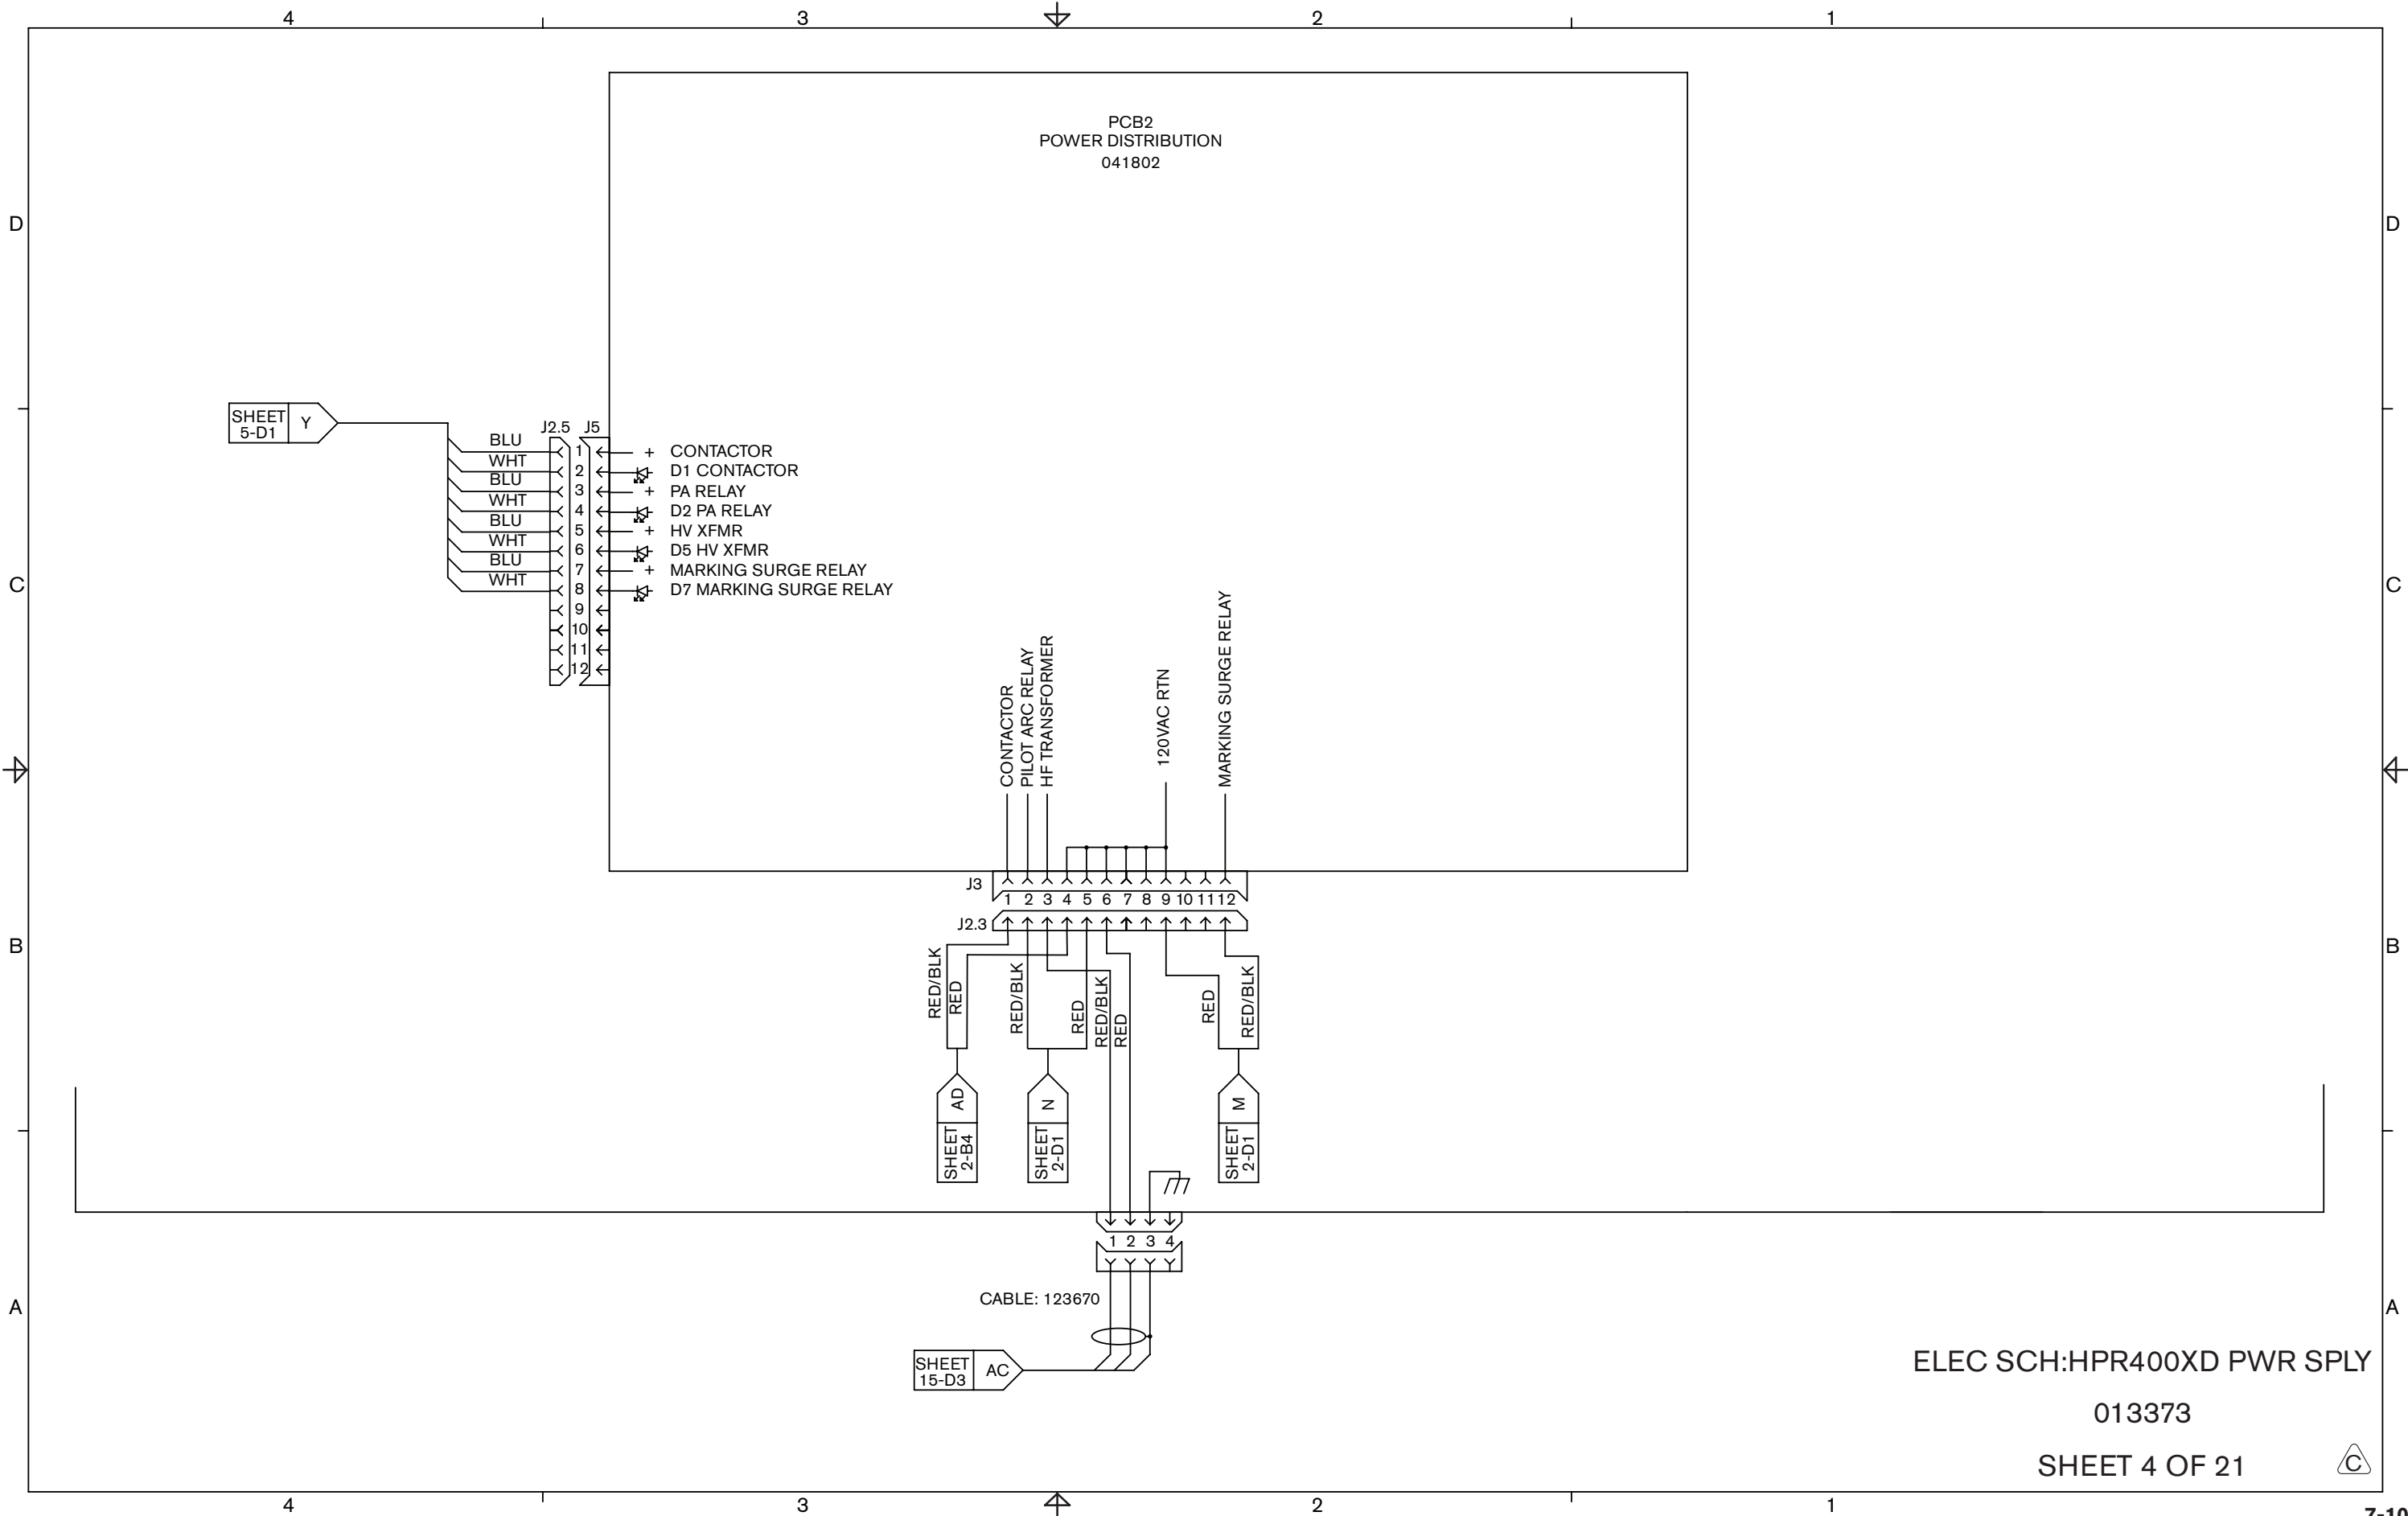 4 3 2 1
PCB2
POWER DISTRIBUTION
041802
D D
SHEET
5-D1
Y
J2.5 J5
BLU 1 + CONTACTOR
WHT 2 D1 CONTACTOR
BLU 3 + PA RELAY
WHT 4 D2 PA RELAY
BLU 5 + HV XFMR
WHT 6 D5 HV XFMR
BLU 7 + MARKING SURGE RELAY
WHT 8 D7 MARKING SURGE RELAY
9
10
11
12
C C
CONTACTOR
PILOT ARC RELAY
HF TRANSFORMER
120VAC RTN
MARKING SURGE RELAY
J3
1 2 3 4 5 6 7 8 9 10 11 12
J2.3
B B
RED/BLK
RED
RED/BLK
RED
RED/BLK
RED
RED
RED/BLK
AD
SHEET
2-B4
N
SHEET
2-D1
M
SHEET
2-D1
1 2 3 4
CABLE: 123670
A A
SHEET
15-D3
AC
ELEC SCH:HPR400XD PWR SPLY
013373
SHEET 4 OF 21
C
4 3 2 1
7-10